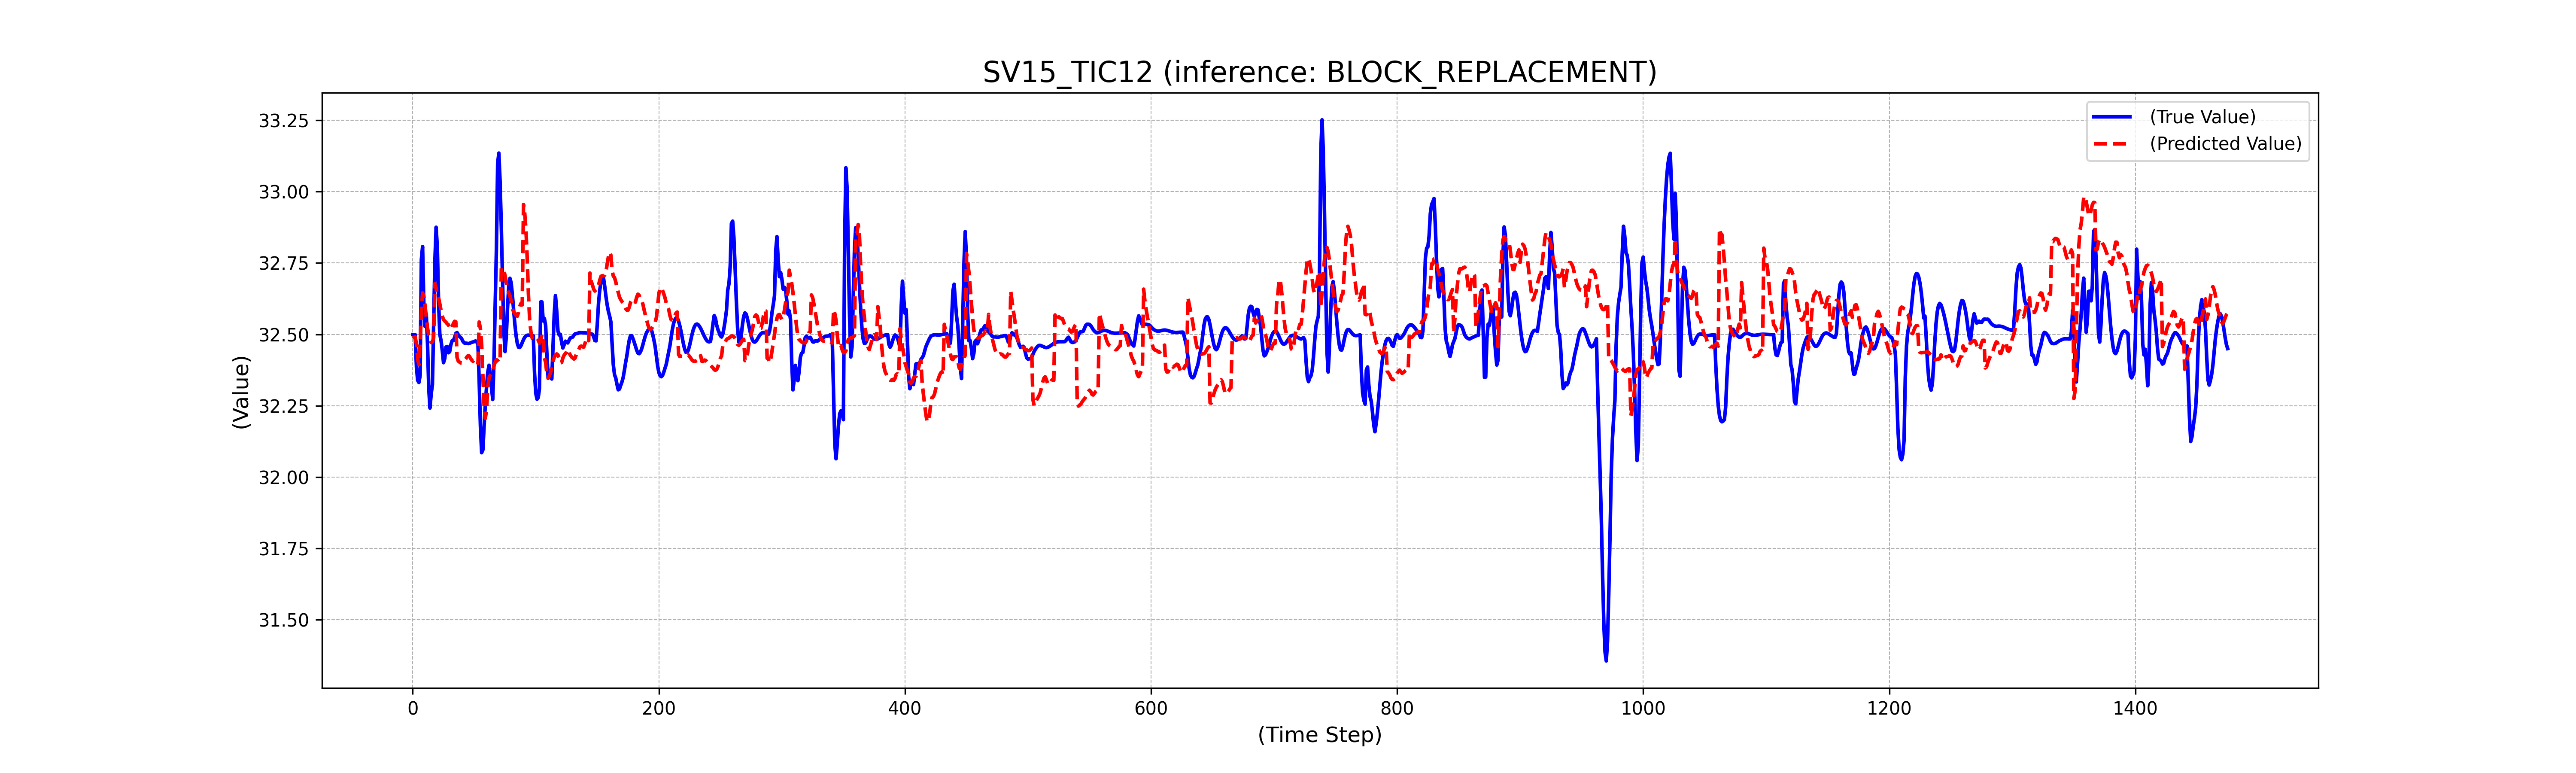 SV15_TIC12 (inference: BLOCK_REPLACEMENT)
(True Value)
(Predicted Value)
(Value)
33.25
33.00
32.75
32.50
32.25
32.00
31.75
31.50
0 200 400 600 800 1000 1200 1400
(Time Step)